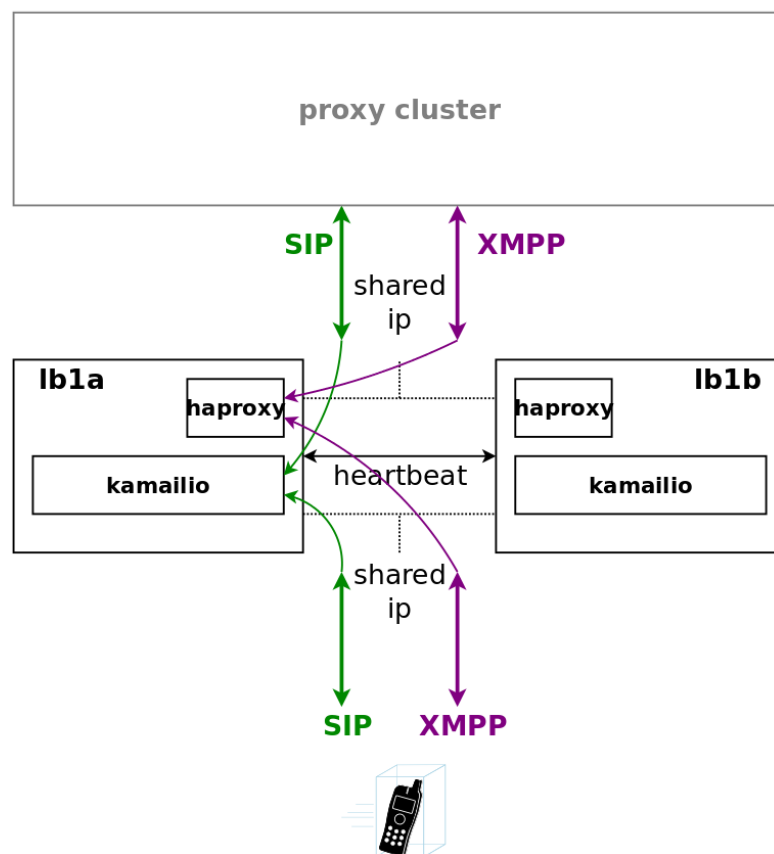 proxy cluster
SIP
XMPP
shared
ip
lb1a
lb1b
haproxy
haproxy
heartbeat
kamailio
kamailio
shared
ip
SIP
XMPP